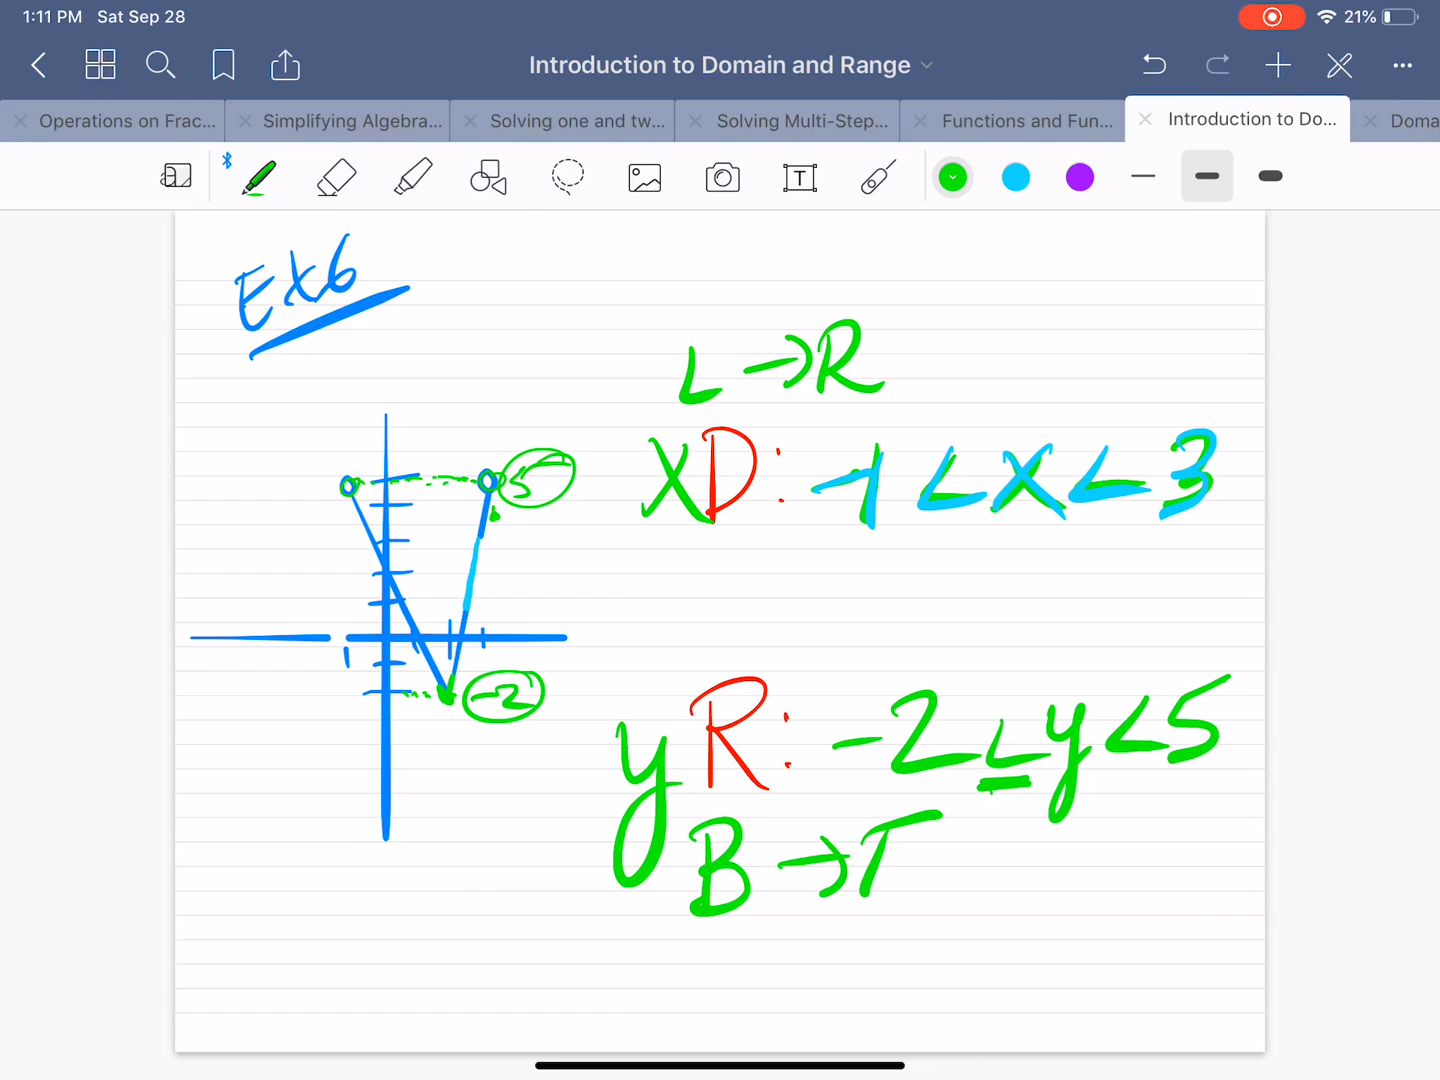 1:11 PM Sat Sep 28
21%
Introduction to Domain and Range
Operations on Frac...
Simplifying Algebra...
Solving one and tw...
Solving Multi-Step...
Functions and Fun...
Introduction to Do...
Doma
Ex6
L → R
x D: -1 < x < 3
5
-2
1
y R: -2 ≤ y < 5
B → T